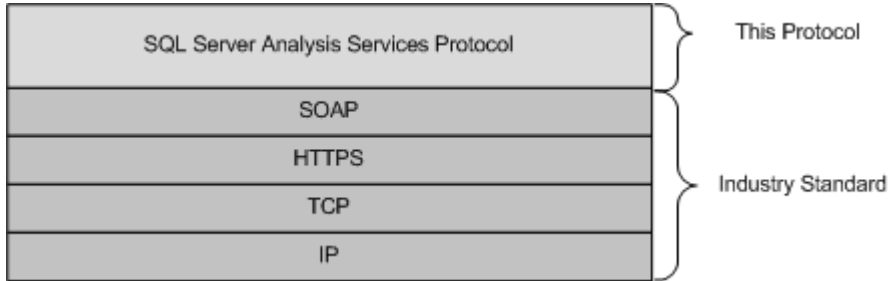 SQL Server Analysis Services Protocol
This Protocol
SOAP
HTTPS
TCP
IP
Industry Standard